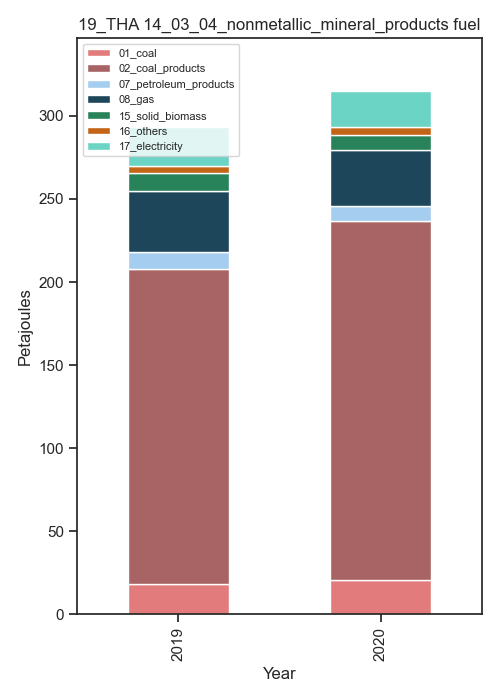 19_THA 14_03_04_nonmetallic_mineral_products fuel
01_coal
02_coal_products
07_petroleum_products
08_gas
15_solid_biomass
16_others
17_electricity
300
250
200
150
100
50
0
Petajoules
2019
2020
Year